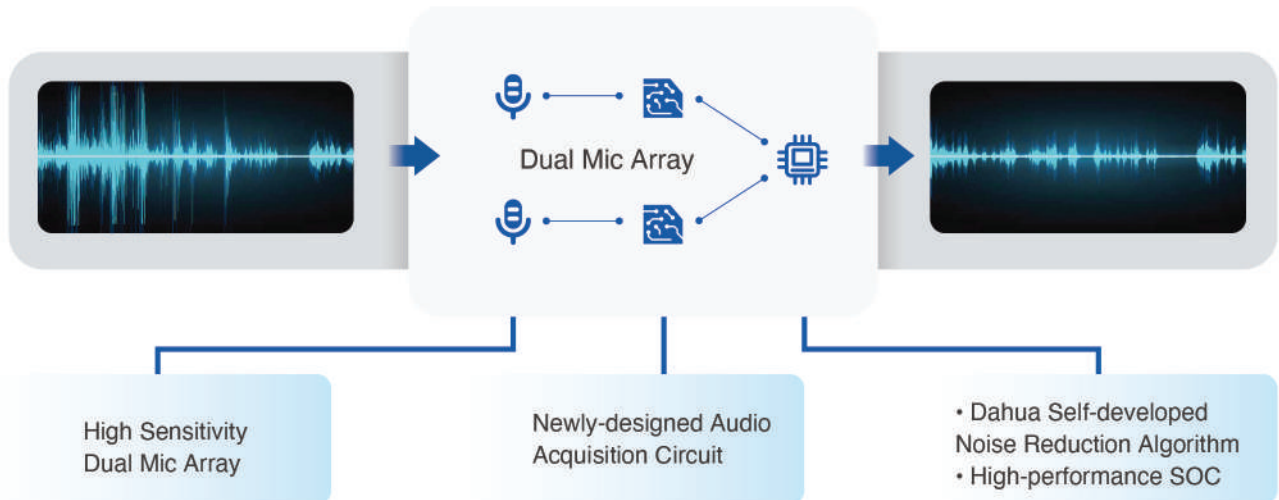 Dual Mic Array
High Sensitivity
Dual Mic Array
Newly-designed Audio
Acquisition Circuit
• Dahua Self-developed
Noise Reduction Algorithm
• High-performance SOC